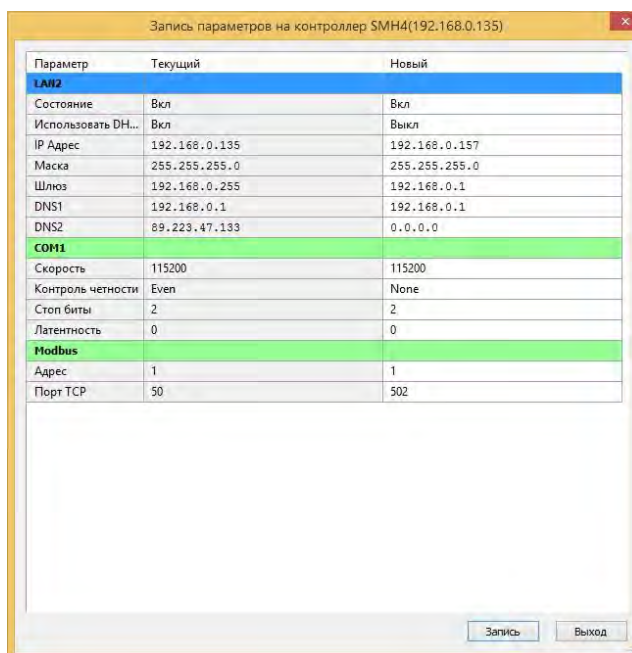 Запись параметров на контроллер SMH4(192.168.0.135)
Параметр Текущий Новый
LAN2
Состояние Вкл Вкл
Использовать DH... Вкл Выкл
IP Адрес 192.168.0.135 192.168.0.157
Маска 255.255.255.0 255.255.255.0
Шлюз 192.168.0.255 192.168.0.1
DNS1 192.168.0.1 192.168.0.1
DNS2 89.223.47.133 0.0.0.0
COM1
Скорость 115200 115200
Контроль четности Even None
Стоп биты 2 2
Латентность 0 0
Modbus
Адрес 1 1
Порт TCP 50 502
Запись Выход